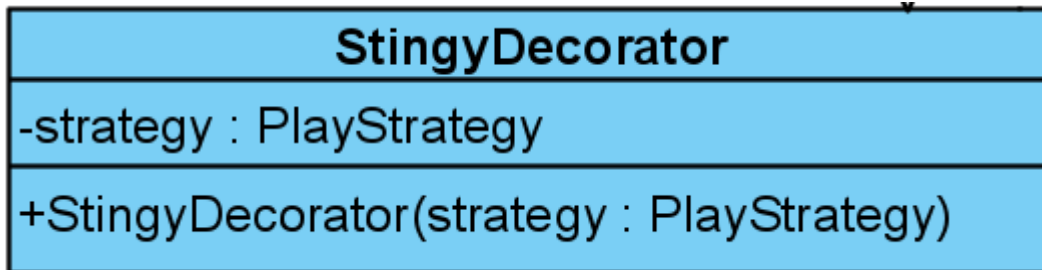 StingyDecorator
-strategy : PlayStrategy
+StingyDecorator(strategy : PlayStrategy)